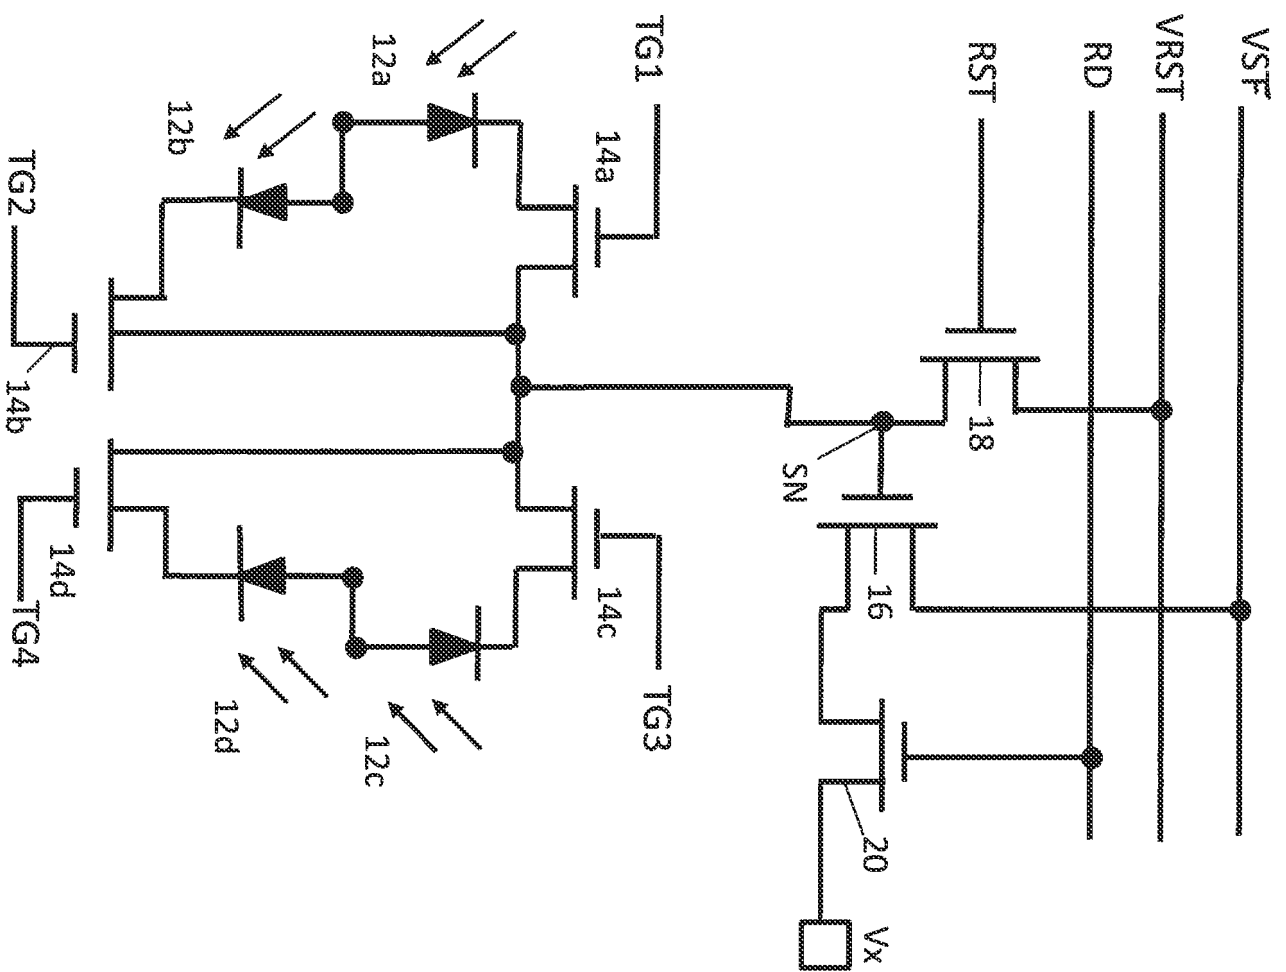 VSF
VRST
RD
RST
TG1
12a
14a
12b
TG2
14b
18
SN
16
14d
TG4
14c
TG3
12d
12c
20
Vx